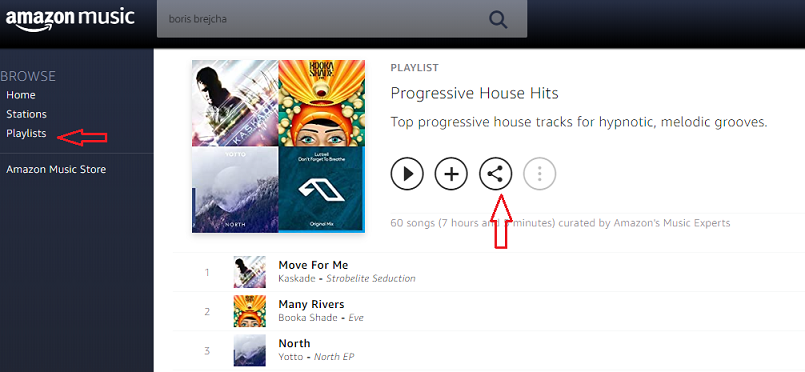 amazon music
boris brejcha
BROWSE
Home
Stations
Playlists
Amazon Music Store
KASKADE
BOOKA
SHADE
YOTTO
NORTH
Luttrell
Don't Forget To Breathe
Original Mix
PLAYLIST
Progressive House Hits
Top progressive house tracks for hypnotic, melodic grooves.
60 songs (7 hours and minutes) curated by Amazon's Music Experts
1
Move For Me
Kaskade - Strobelite Seduction
2
Many Rivers
Booka Shade - Eve
3
North
Yotto - North EP